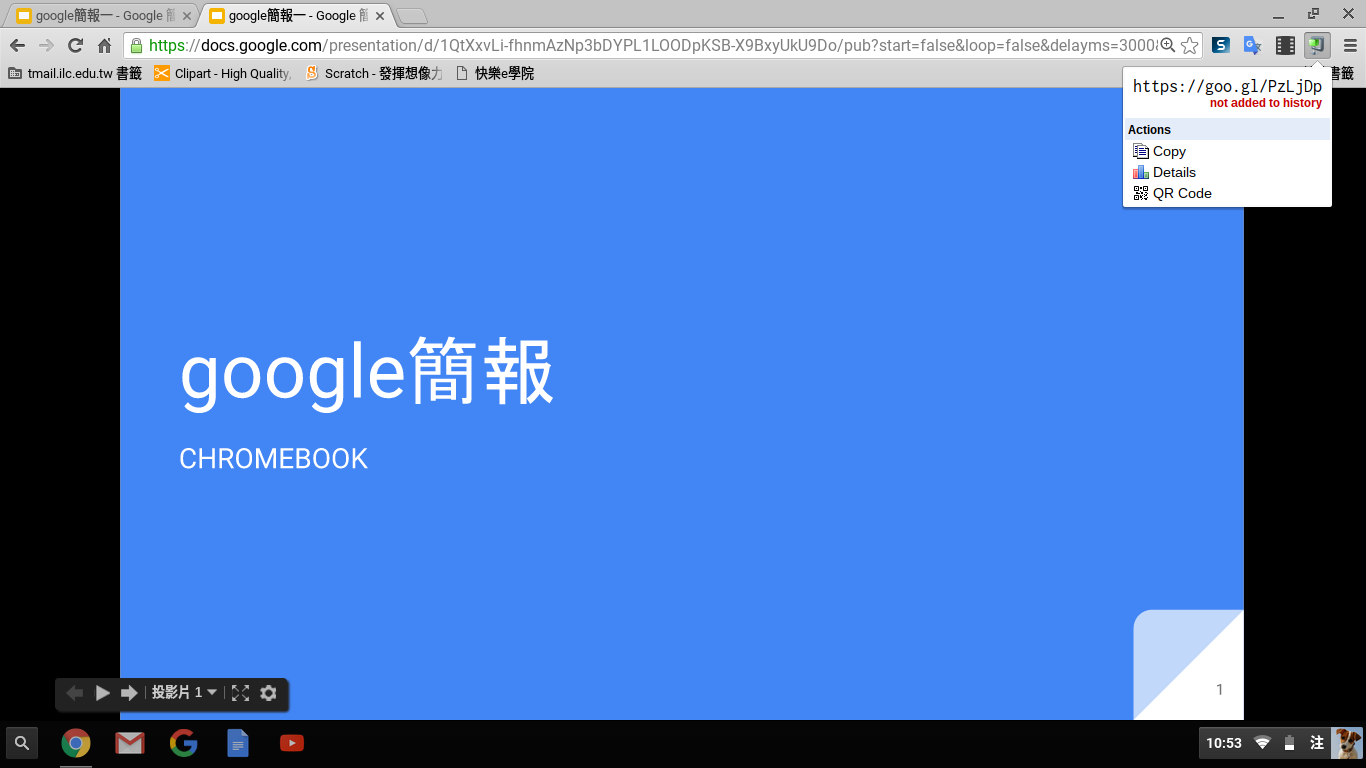 google簡報一 - Google 簡
google簡報一 - Google 簡
https://docs.google.com/presentation/d/1QtXxvLi-fhnmAzNp3bDYPL1LOODpKSB-X9BxyUkU9Do/pub?start=false&loop=false&delayms=3000&
tmail.ilc.edu.tw 書籤
Clipart - High Quality,
Scratch - 發揮想像力
快樂e學院
書籤
https://goo.gl/PzLjDp
not added to history
Actions
Copy
Details
QR Code
google簡報
CHROMEBOOK
1
投影片 1
10:53
注